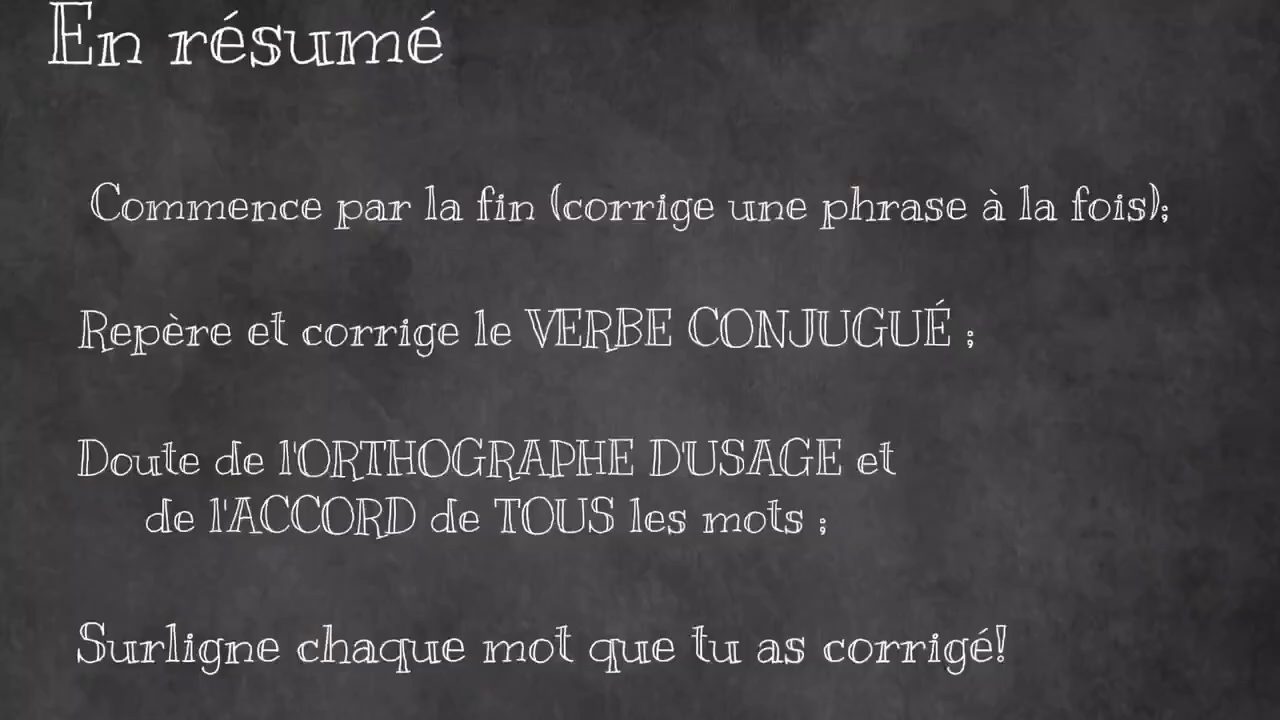 En résumé
Commence par la fin (corrige une phrase à la fois);
Repère et corrige le VERBE CONJUGUÉ ;
Doute de l'ORTHOGRAPHE D'USAGE et
de l'ACCORD de TOUS les mots ;
Surligne chaque mot que tu as corrigé!